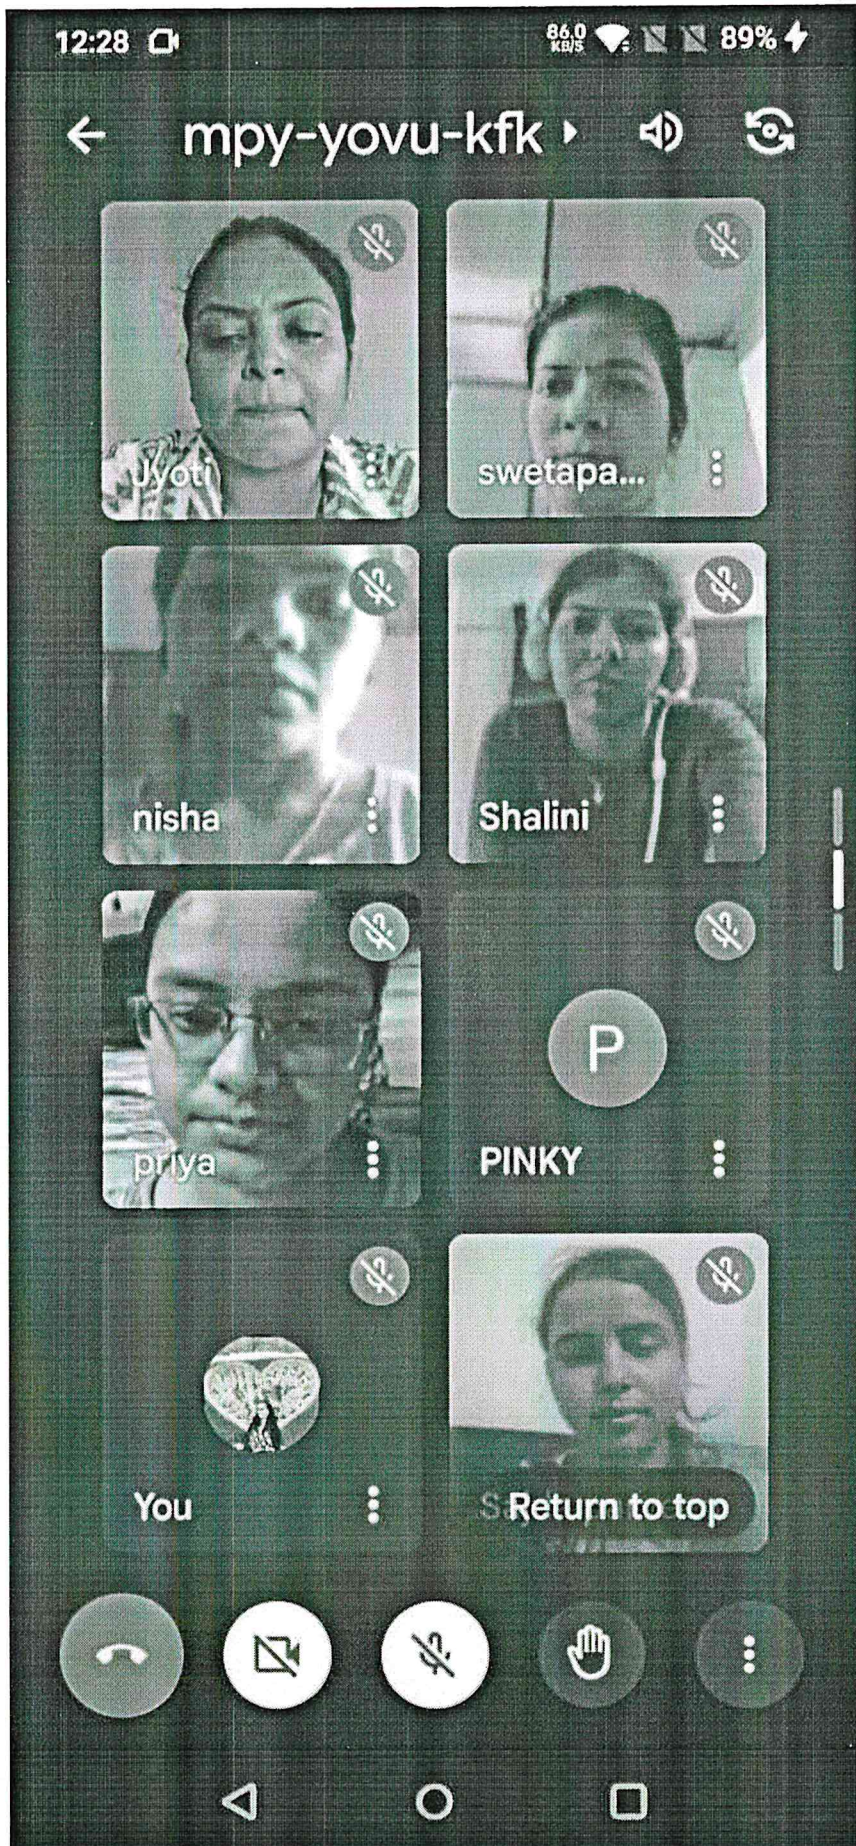 12:28
86.0 KB/S
89%
mpy-yovu-kfk
Jyoti
swetapa...
nisha
Shalini
priya
P
PINKY
You
Return to top